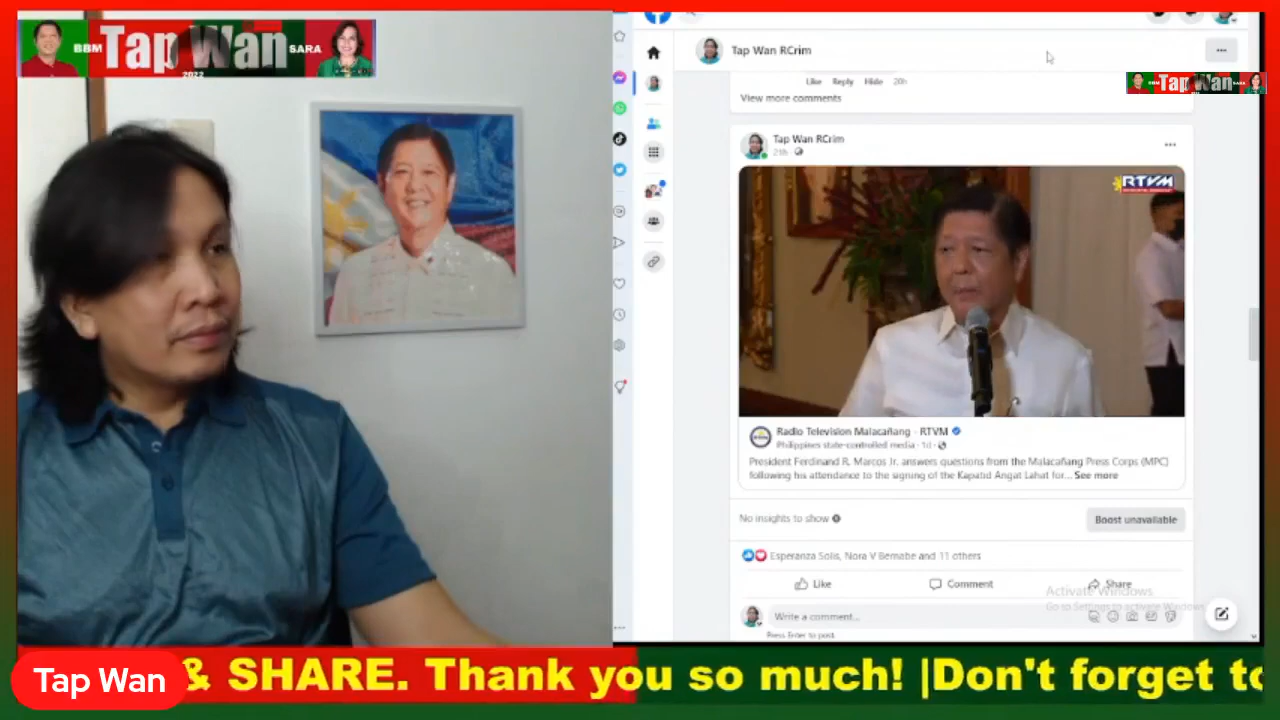 BBM Tap Wan SARA
2022
Tap Wan RCrim
Like Reply Hide 20h
View more comments
Tap Wan RCrim
RTVM
Radio Television Malacañang - RTVM
Philippines state-controlled media · 1d ·
President Ferdinand R. Marcos Jr. answers questions from the Malacañang Press Corps (MPC)
following his attendance to the signing of the Kapatid Angat Lahat for... See more
No insights to show
Boost unavailable
Esperanza Solis, Nora V Bernabe and 11 others
Like
Comment
Share
Activate Windows
Go to Settings to activate Windows.
Write a comment...
Press Enter to post.
Tap Wan
& SHARE. Thank you so much! |Don't forget to
BBM Tap Wan SARA